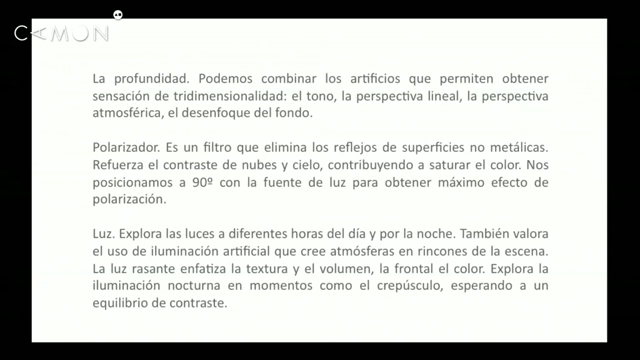 CAMON
La profundidad. Podemos combinar los artificios que permiten obtener
sensación de tridimensionalidad: el tono, la perspectiva lineal, la perspectiva
atmosférica, el desenfoque del fondo.
Polarizador. Es un filtro que elimina los reflejos de superficies no metálicas.
Refuerza el contraste de nubes y cielo, contribuyendo a saturar el color. Nos
posicionamos a 90º con la fuente de luz para obtener máximo efecto de
polarización.
Luz. Explora las luces a diferentes horas del día y por la noche. También valora
el uso de iluminación artificial que cree atmósferas en rincones de la escena.
La luz rasante enfatiza la textura y el volumen, la frontal el color. Explora la
iluminación nocturna en momentos como el crepúsculo, esperando a un
equilibrio de contraste.